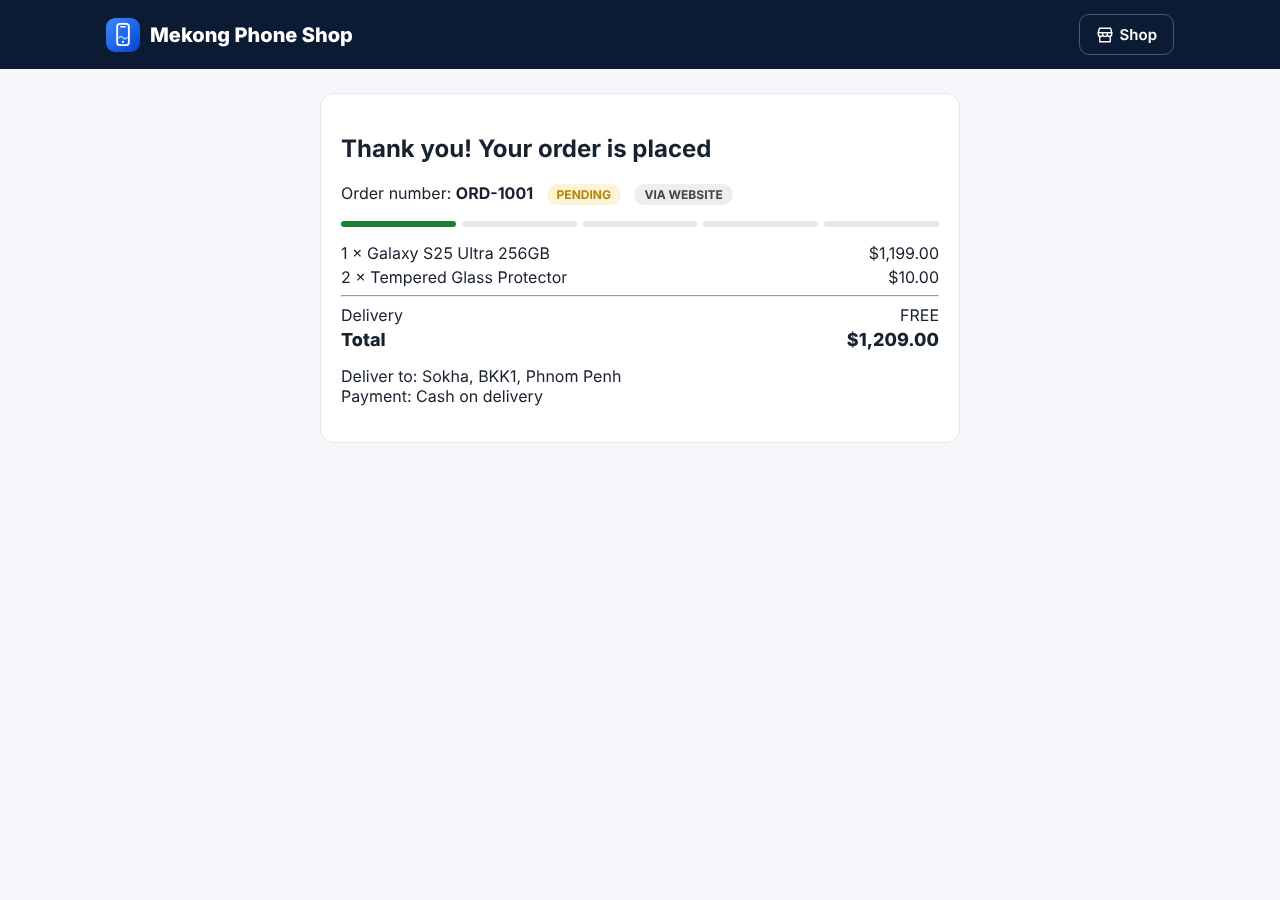 Mekong Phone Shop
Shop
Thank you! Your order is placed
Order number: ORD-1001 PENDING VIA WEBSITE
1 × Galaxy S25 Ultra 256GB $1,199.00
2 × Tempered Glass Protector $10.00
Delivery FREE
Total $1,209.00
Deliver to: Sokha, BKK1, Phnom Penh
Payment: Cash on delivery